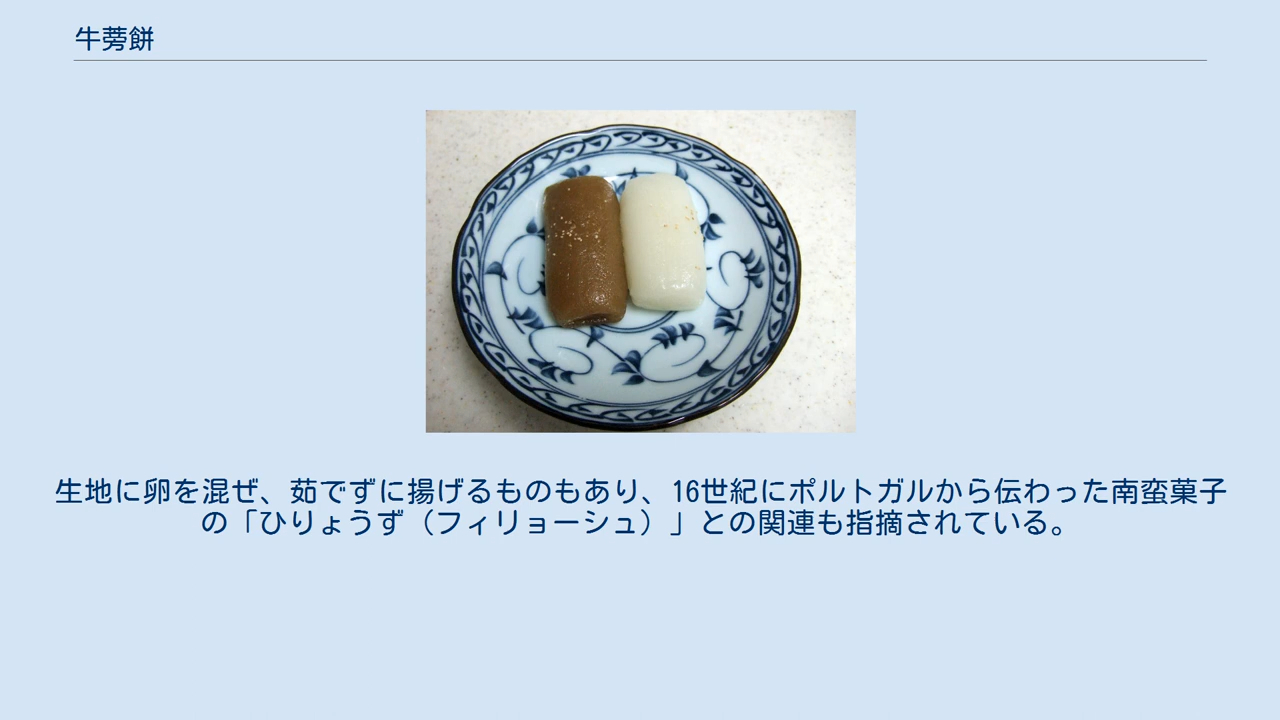 牛蒡餅
生地に卵を混ぜ、茹でずに揚げるものもあり、16世紀にポルトガルから伝わった南蛮菓子
の「ひりょうず（フィリョーシュ）」との関連も指摘されている。